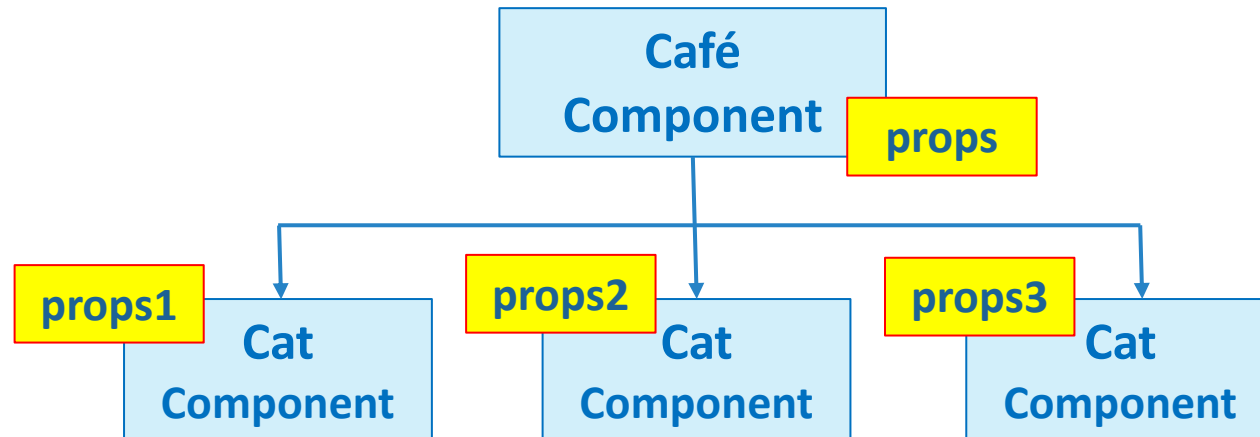 Café
Component
props
props1
Cat
Component
props2
Cat
Component
props3
Cat
Component